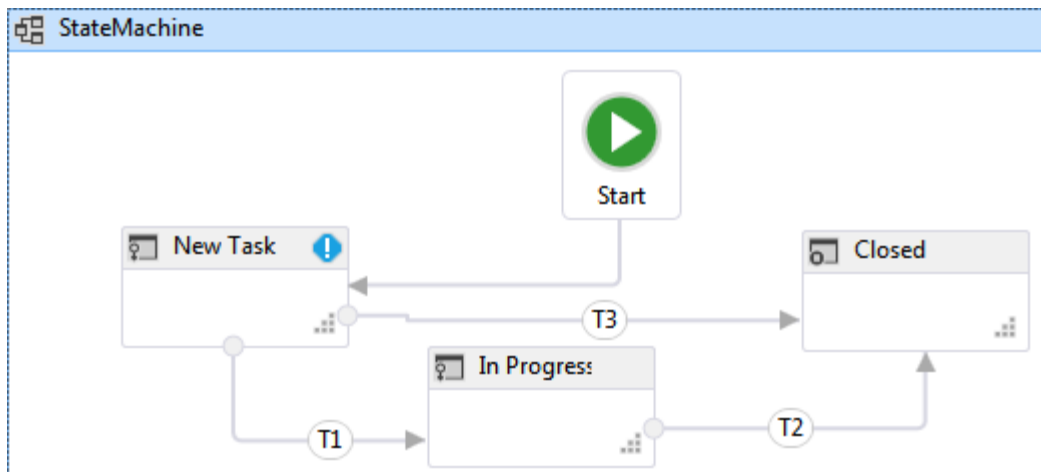 StateMachine
Start
New Task
Closed
T3
In Progress
T1
T2